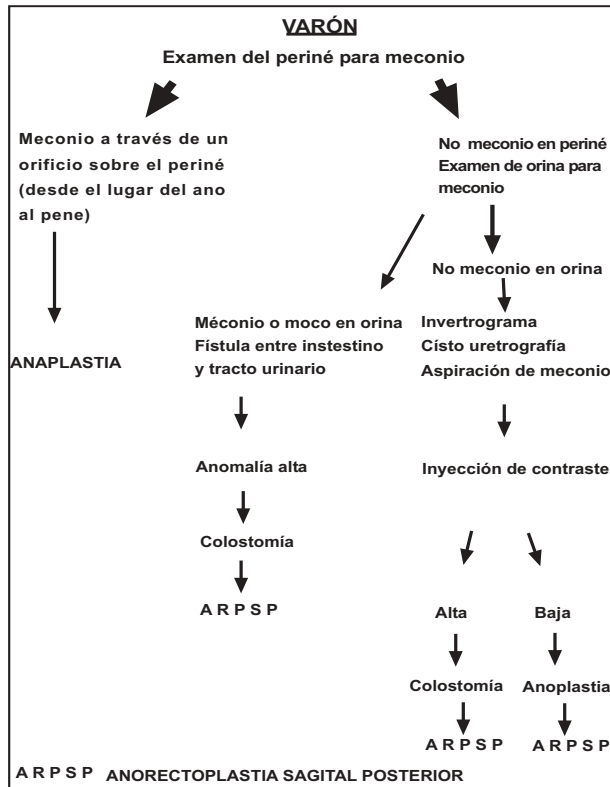 VARÓN
Examen del periné para meconio
Meconio a través de un
orificio sobre el periné
(desde el lugar del ano
al pene)
ANAPLASTIA
No meconio en periné
Examen de orina para
meconio
No meconio en orina
Méconio o moco en orina
Fístula entre instestino
y tracto urinario
Anomalía alta
Colostomía
A R P S P
Invertrograma
Císto uretrografía
Aspiración de meconio
Inyección de contraste
Alta
Baja
Colostomía
Anoplastia
A R P S P
A R P S P
A R P S P ANORECTOPLASTIA SAGITAL POSTERIOR